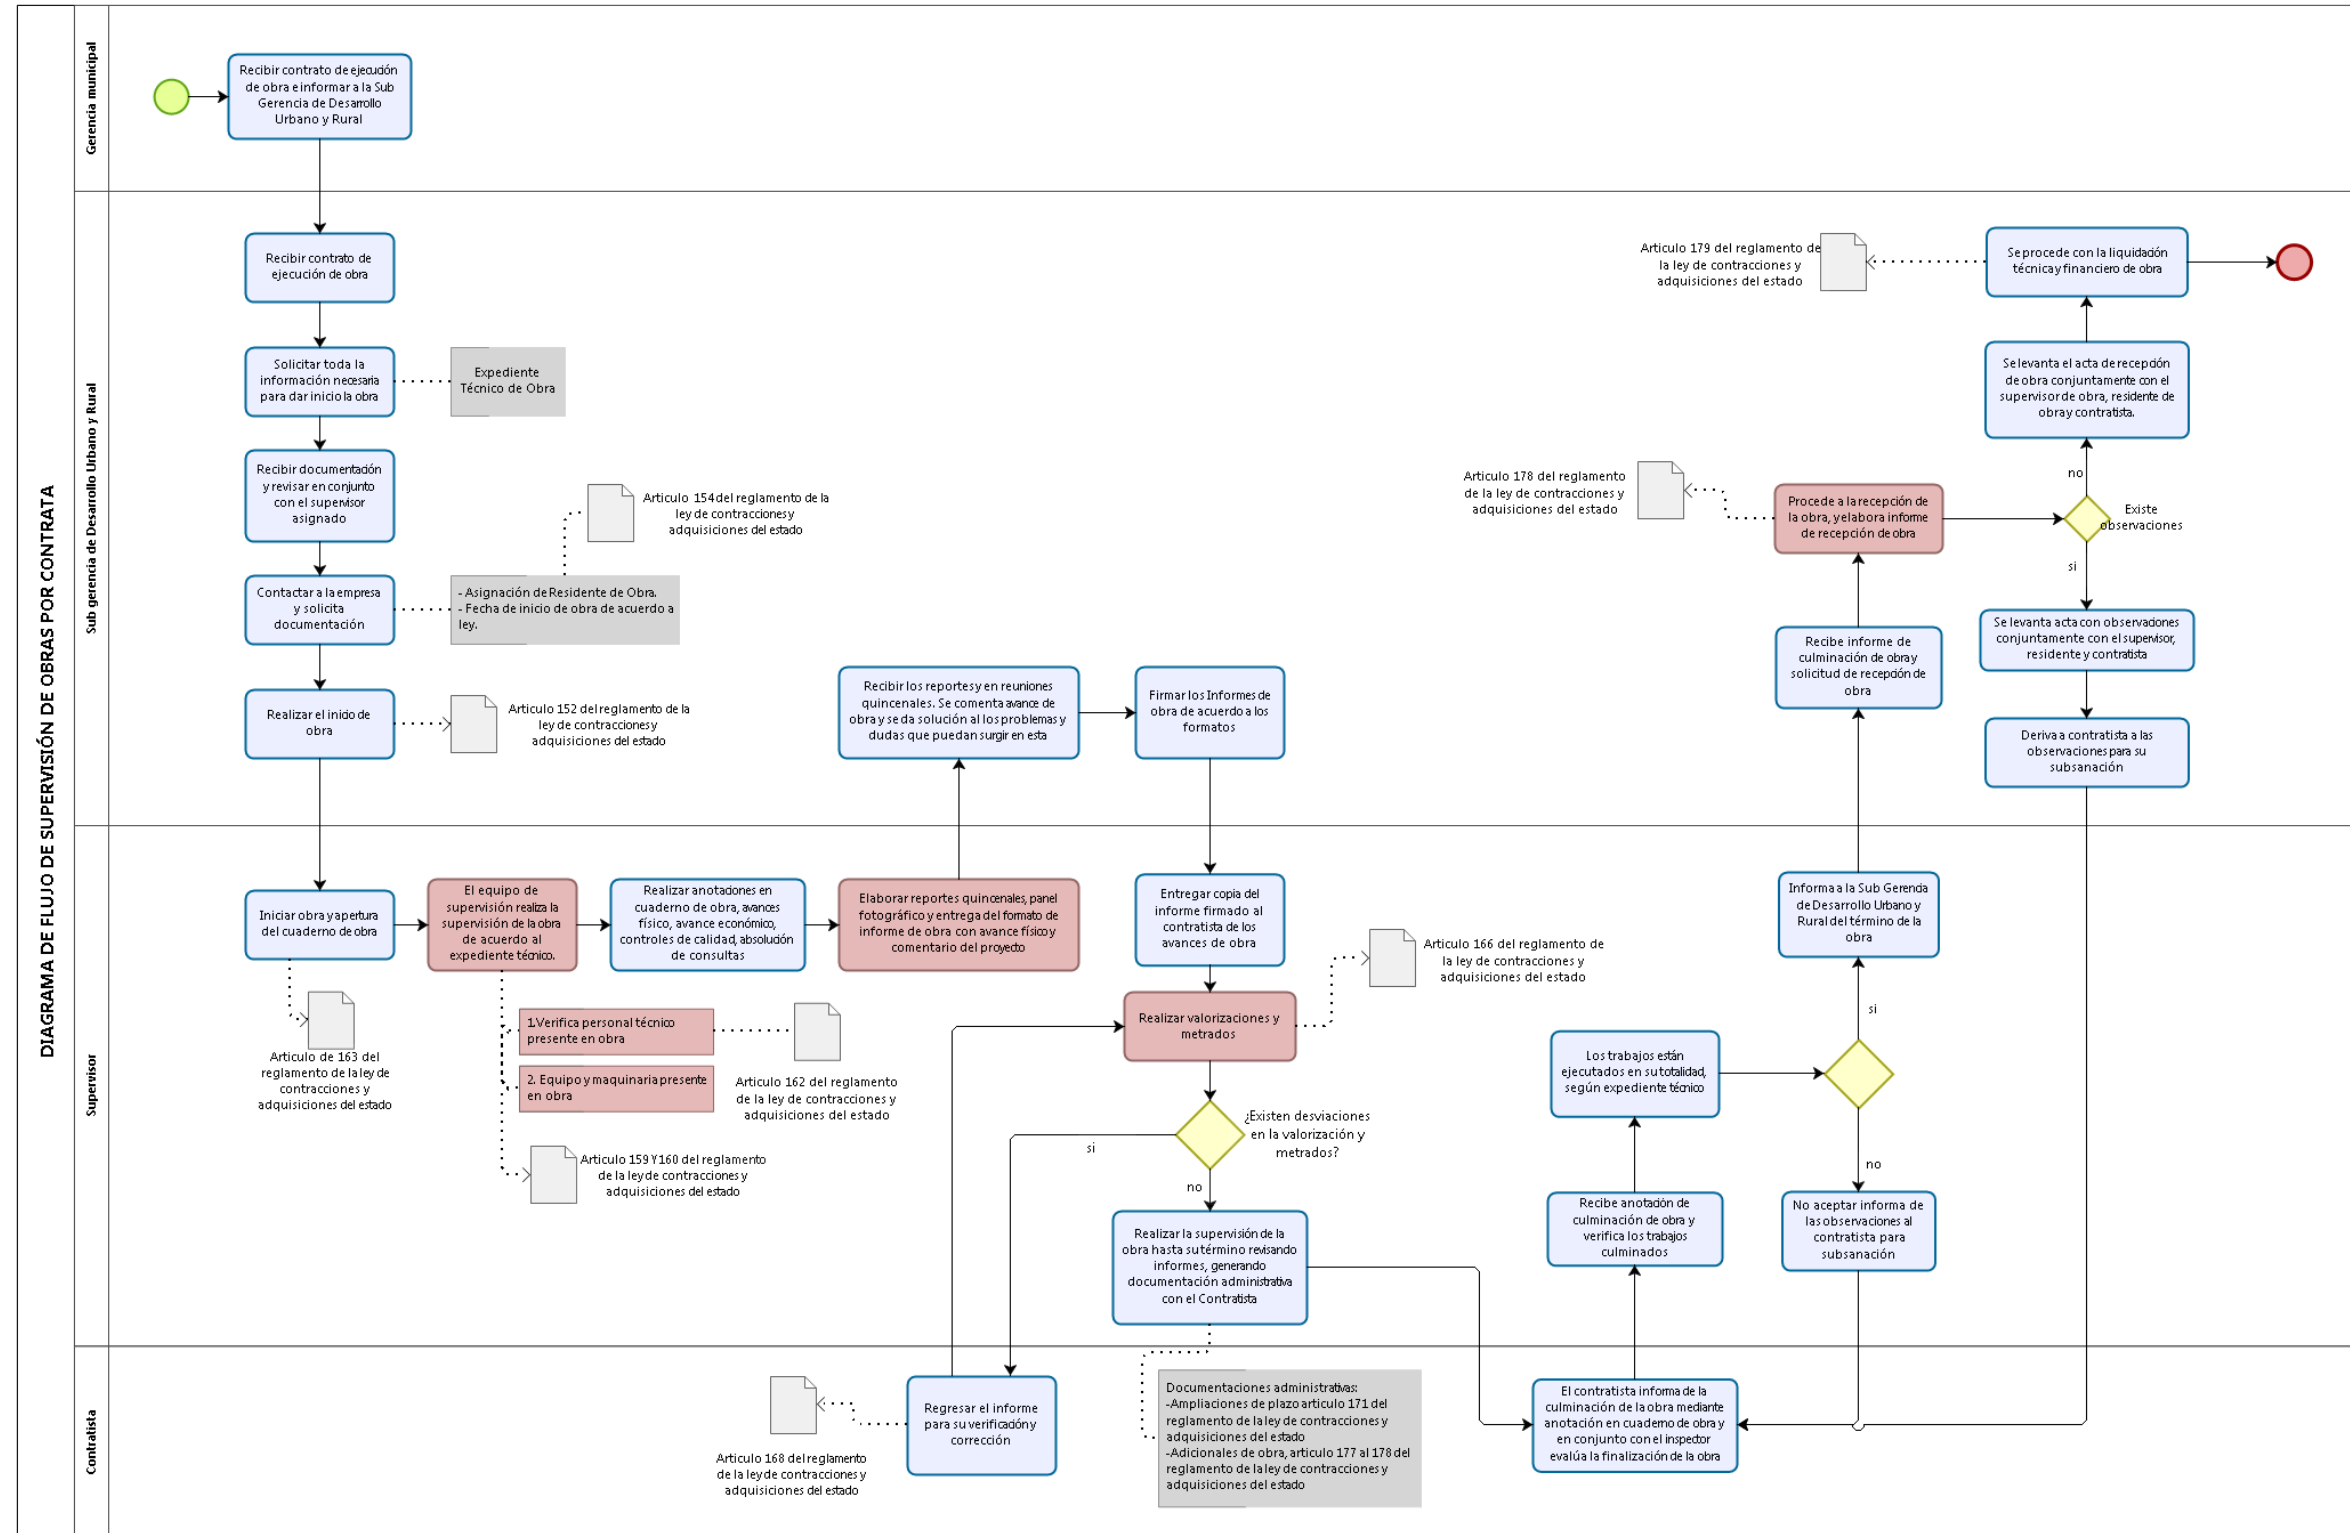 DIAGRAMA DE FLUJO DE SUPERVISIÓN DE OBRAS POR CONTRATA
Gerencia municipal
Recibir contrato de ejecución
de obra e informar a la Sub
Gerencia de Desarrollo
Urbano y Rural
Sub gerencia de Desarrollo Urbano y Rural
Recibir contrato de
ejecución de obra
Solicitar toda la
información necesaria
para dar inicio la obra
Expediente
Técnico de Obra
Recibir documentación
y revisar en conjunto
con el supervisor
asignado
Articulo 154 del reglamento de la
ley de contracciones y
adquisiciones del estado
Contactar a la empresa
y solicita
documentación
- Asignación de Residente de Obra.
- Fecha de inicio de obra de acuerdo a
ley.
Realizar el inicio de
obra
Articulo 152 del reglamento de la
ley de contracciones y
adquisiciones del estado
Recibir los reportes y en reuniones
quincenales. Se comenta avance de
obra y se da solución al los problemas y
dudas que puedan surgir en esta
Firmar los Informes de
obra de acuerdo a los
formatos
Articulo 179 del reglamento de
la ley de contracciones y
adquisiciones del estado
Se procede con la liquidación
técnica y financiero de obra
Se levanta el acta de recepción
de obra conjuntamente con el
supervisor de obra, residente de
obra y contratista.
no
Articulo 178 del reglamento
de la ley de contracciones y
adquisiciones del estado
Procede a la recepción de
la obra, y elabora informe
de recepción de obra
Existe
observaciones
si
Recibe informe de
culminación de obra y
solicitud de recepción de
obra
Se levanta acta con observaciones
conjuntamente con el supervisor,
residente y contratista
Deriva a contratista a las
observaciones para su
subsanación
Supervisor
Iniciar obra y apertura
del cuaderno de obra
El equipo de
supervisión realiza la
supervisión de la obra
de acuerdo al
expediente técnico.
Realizar anotaciones en
cuaderno de obra, avances
físico, avance económico,
controles de calidad, absolución
de consultas
Elaborar reportes quincenales, panel
fotográfico y entrega del formato de
informe de obra con avance físico y
comentario del proyecto
Entregar copia del
informe firmado al
contratista de los
avances de obra
Informa a la Sub Gerencia
de Desarrollo Urbano y
Rural del término de la
obra
Articulo de 163 del
reglamento de la ley de
contracciones y
adquisiciones del estado
1.Verifica personal técnico
presente en obra
2. Equipo y maquinaria presente
en obra
Articulo 162 del reglamento
de la ley de contracciones y
adquisiciones del estado
Articulo 159 Y 160 del reglamento
de la ley de contracciones y
adquisiciones del estado
Realizar valorizaciones y
metrados
Articulo 166 del reglamento de
la ley de contracciones y
adquisiciones del estado
¿Existen desviaciones
en la valorización y
metrados?
si
no
Realizar la supervisión de la
obra hasta su término revisando
informes, generando
documentación administrativa
con el Contratista
Los trabajos están
ejecutados en su totalidad,
según expediente técnico
si
no
Recibe anotación de
culminación de obra y
verifica los trabajos
culminados
No aceptar informa de
las observaciones al
contratista para
subsanación
Contratista
Articulo 168 del reglamento
de la ley de contracciones y
adquisiciones del estado
Regresar el informe
para su verificación y
corrección
Documentaciones administrativas:
-Ampliaciones de plazo articulo 171 del
reglamento de la ley de contracciones y
adquisiciones del estado
-Adicionales de obra, articulo 177 al 178 del
reglamento de la ley de contracciones y
adquisiciones del estado
El contratista informa de la
culminación de la obra mediante
anotación en cuaderno de obra y
en conjunto con el inspector
evalúa la finalización de la obra